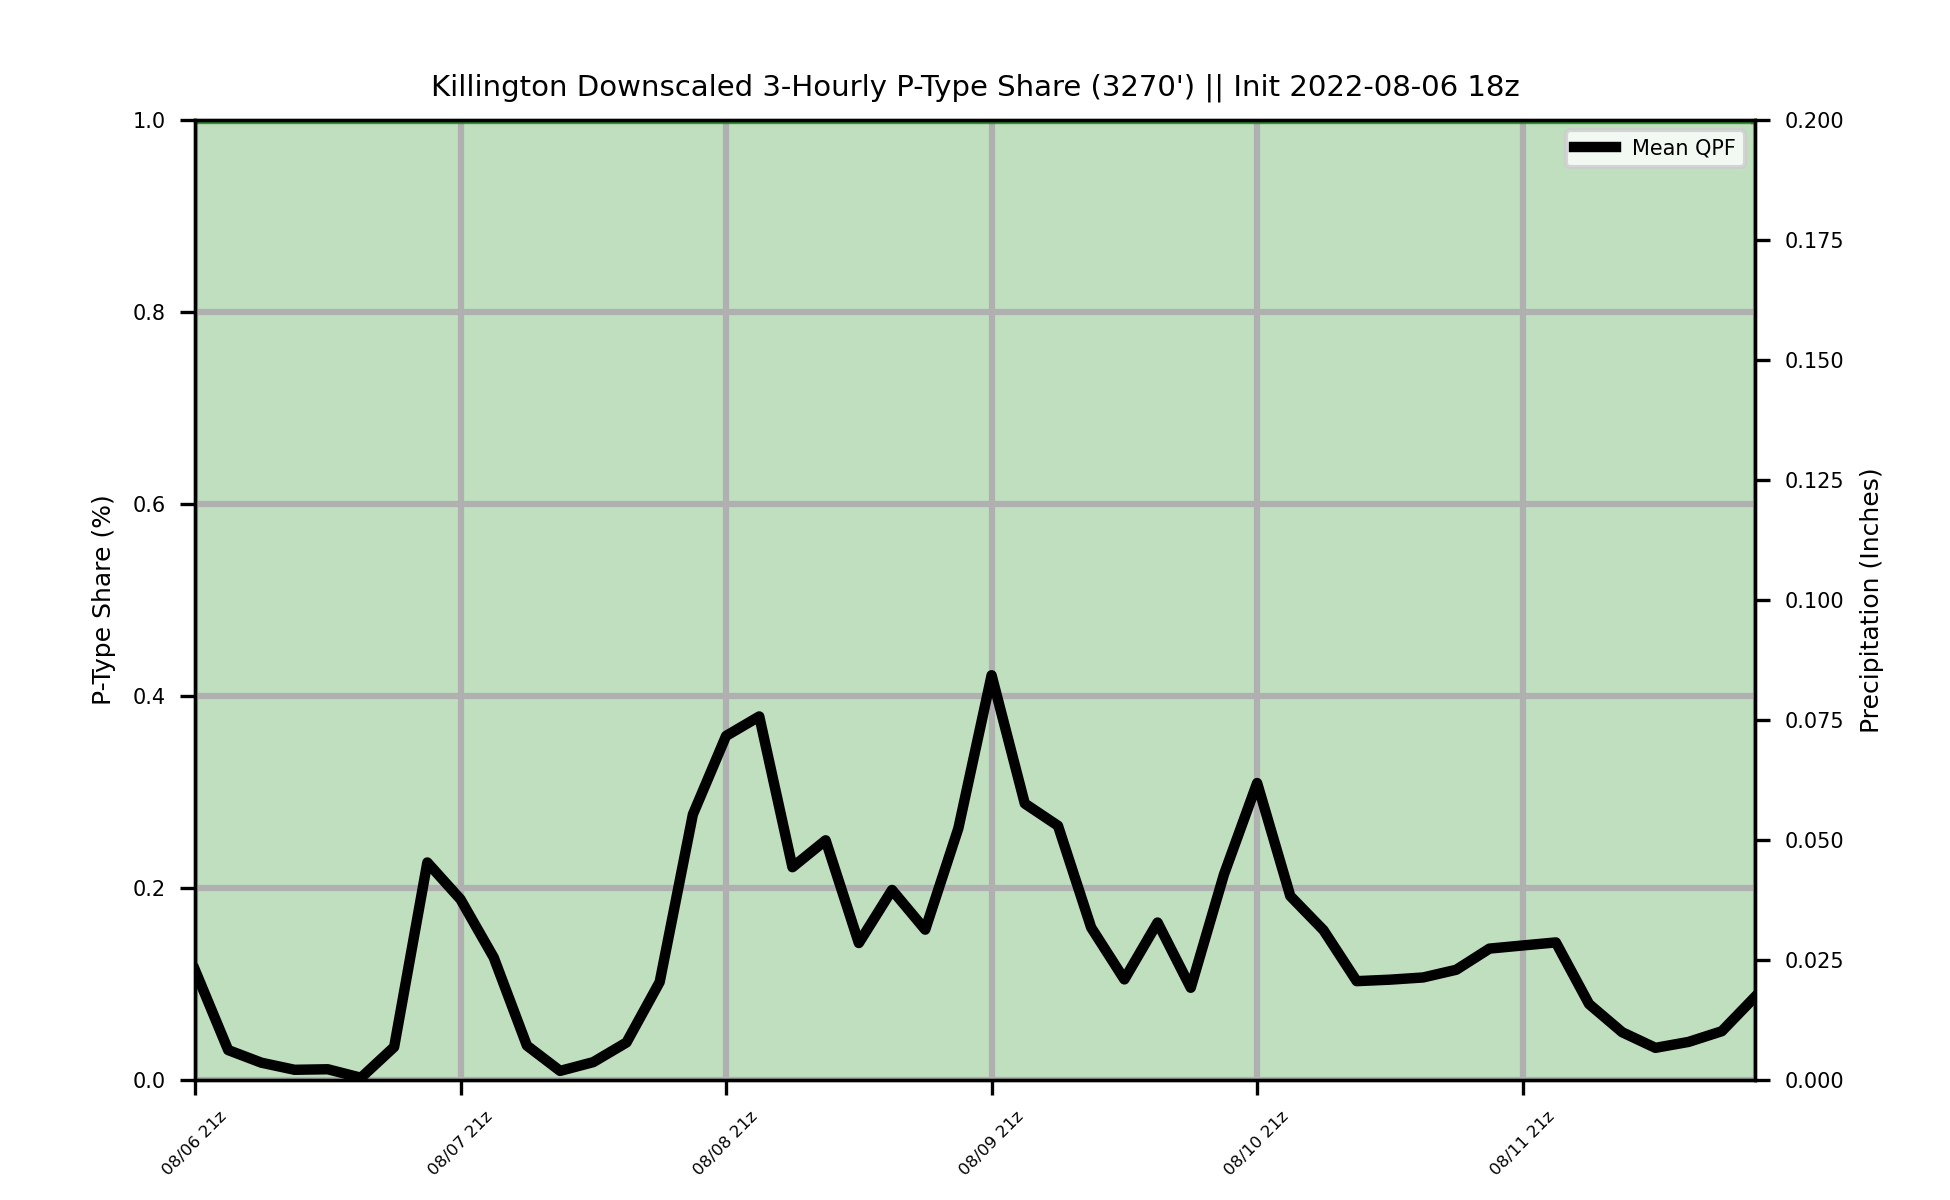 Killington Downscaled 3-Hourly P-Type Share (3270') || Init 2022-08-06 18z
Mean QPF
P-Type Share (%)
1.0
0.8
0.6
0.4
0.2
0.0
0.200
0.175
0.150
0.125
0.100
0.075
0.050
0.025
0.000
Precipitation (Inches)
08/06 21z
08/07 21z
08/08 21z
08/09 21z
08/10 21z
08/11 21z